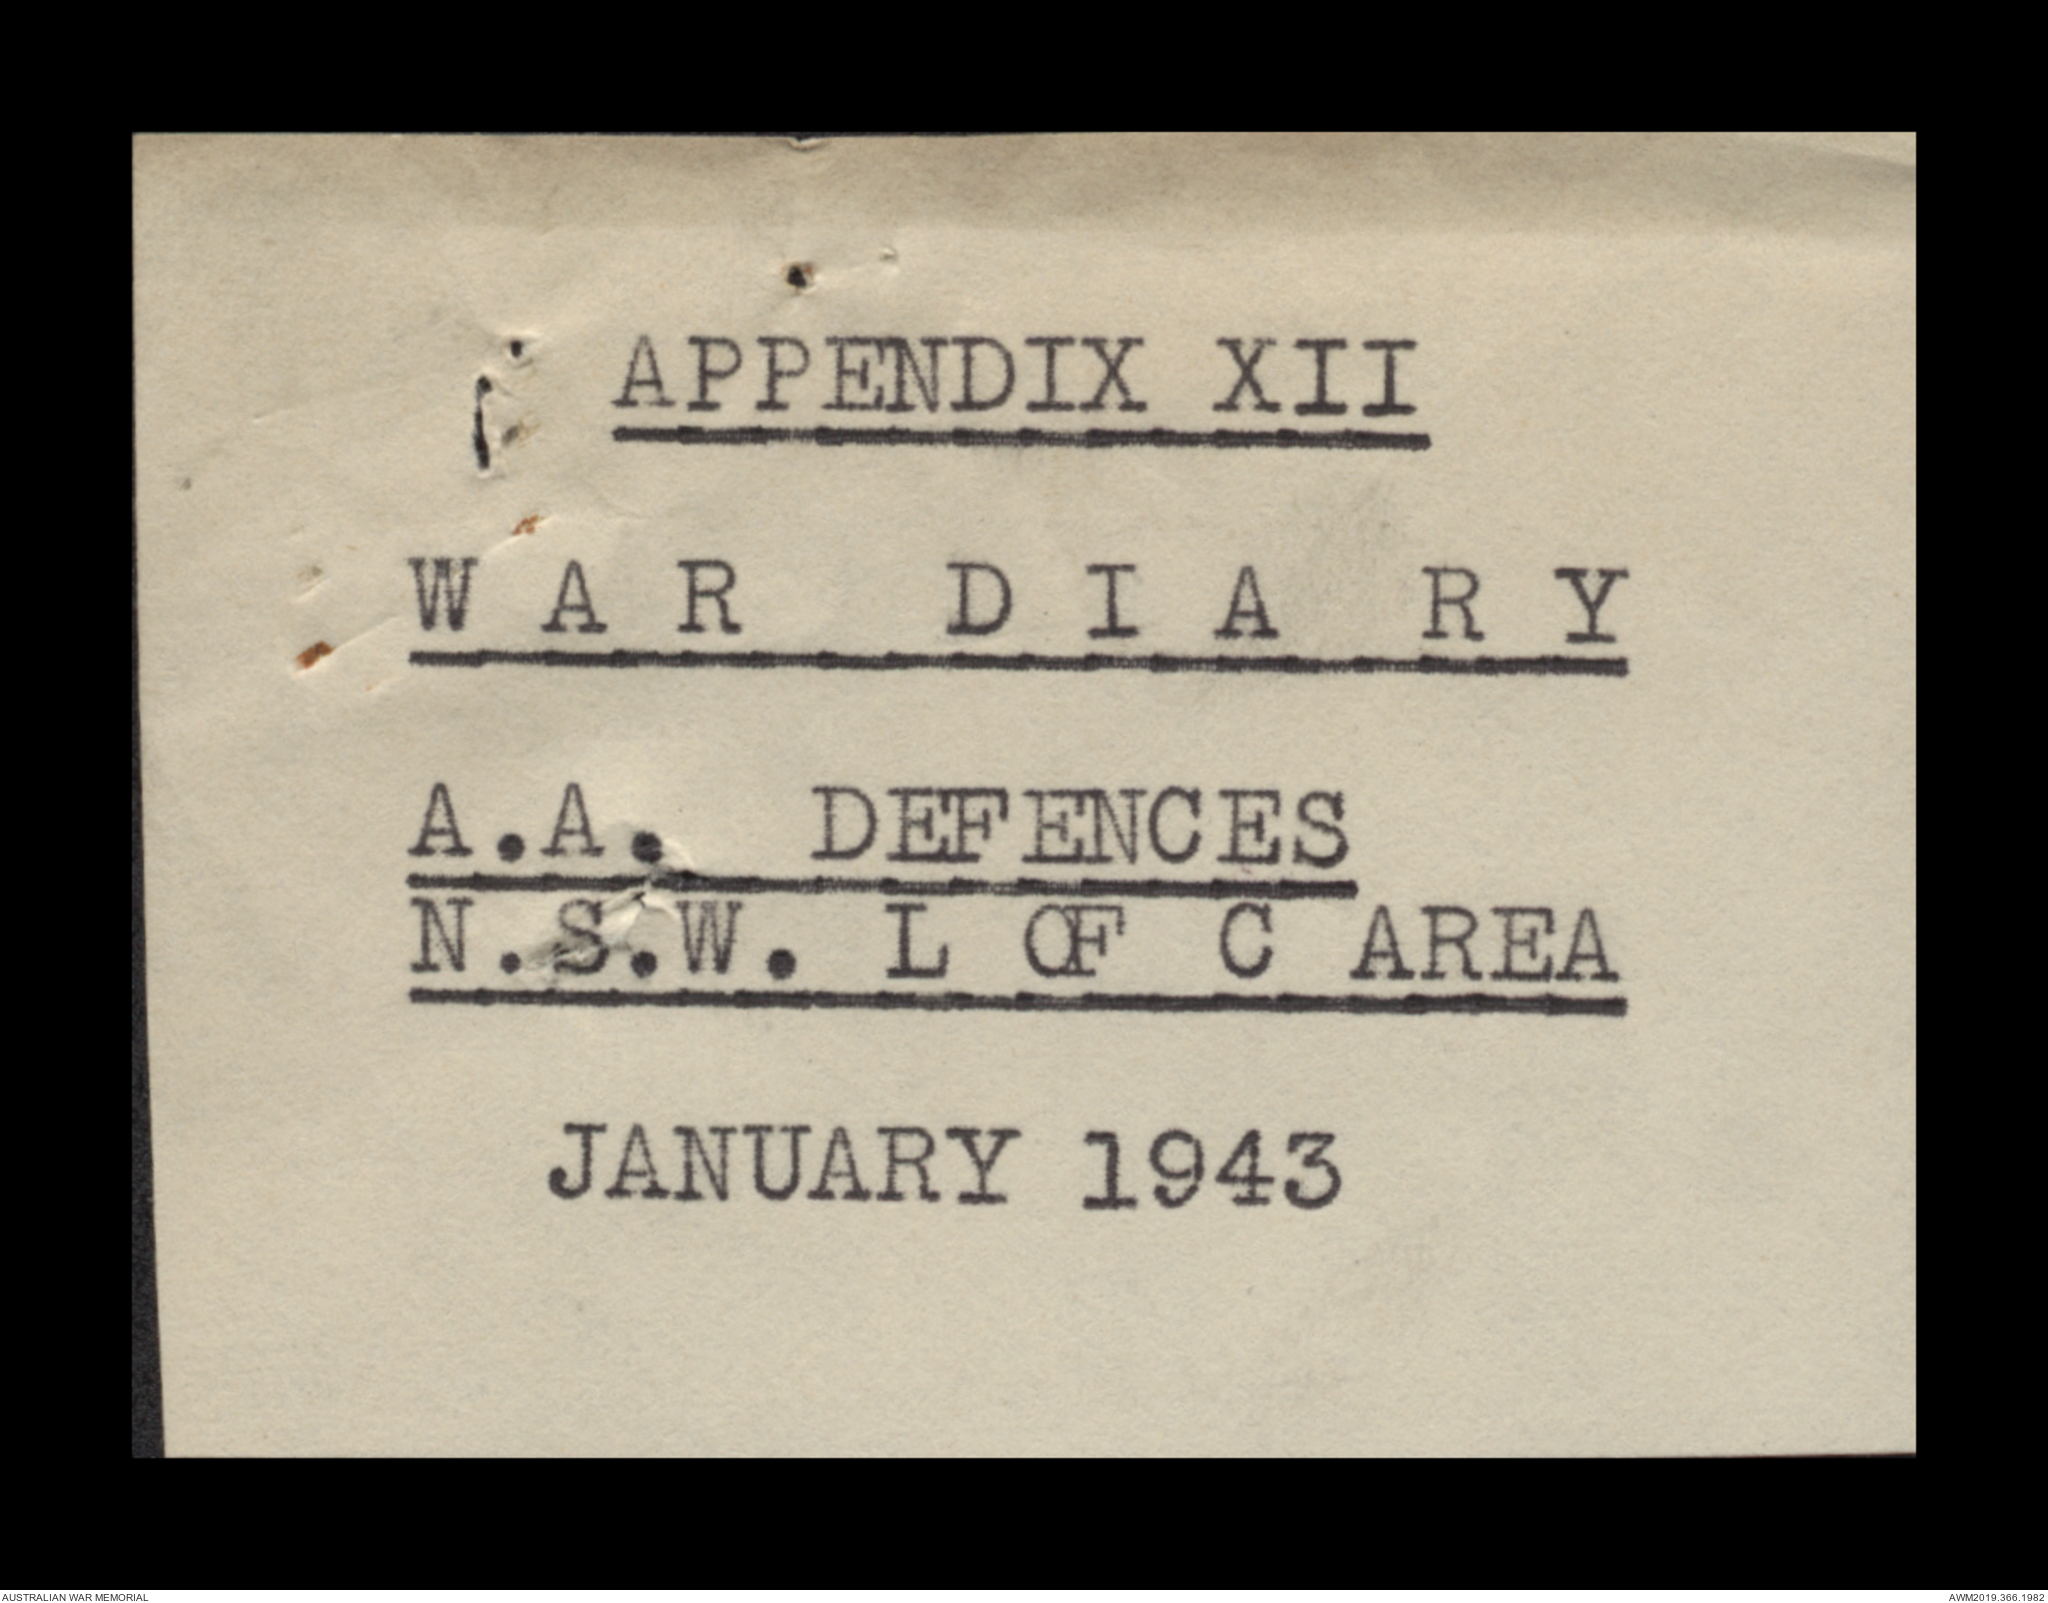 APPENDIX XII
W A R D I A R Y
A.A. DEFENCES
N.S.W. L OF C AREA
JANUARY 1943
AUSTRALIAN WAR MEMORIAL
AWM2019.366.1982